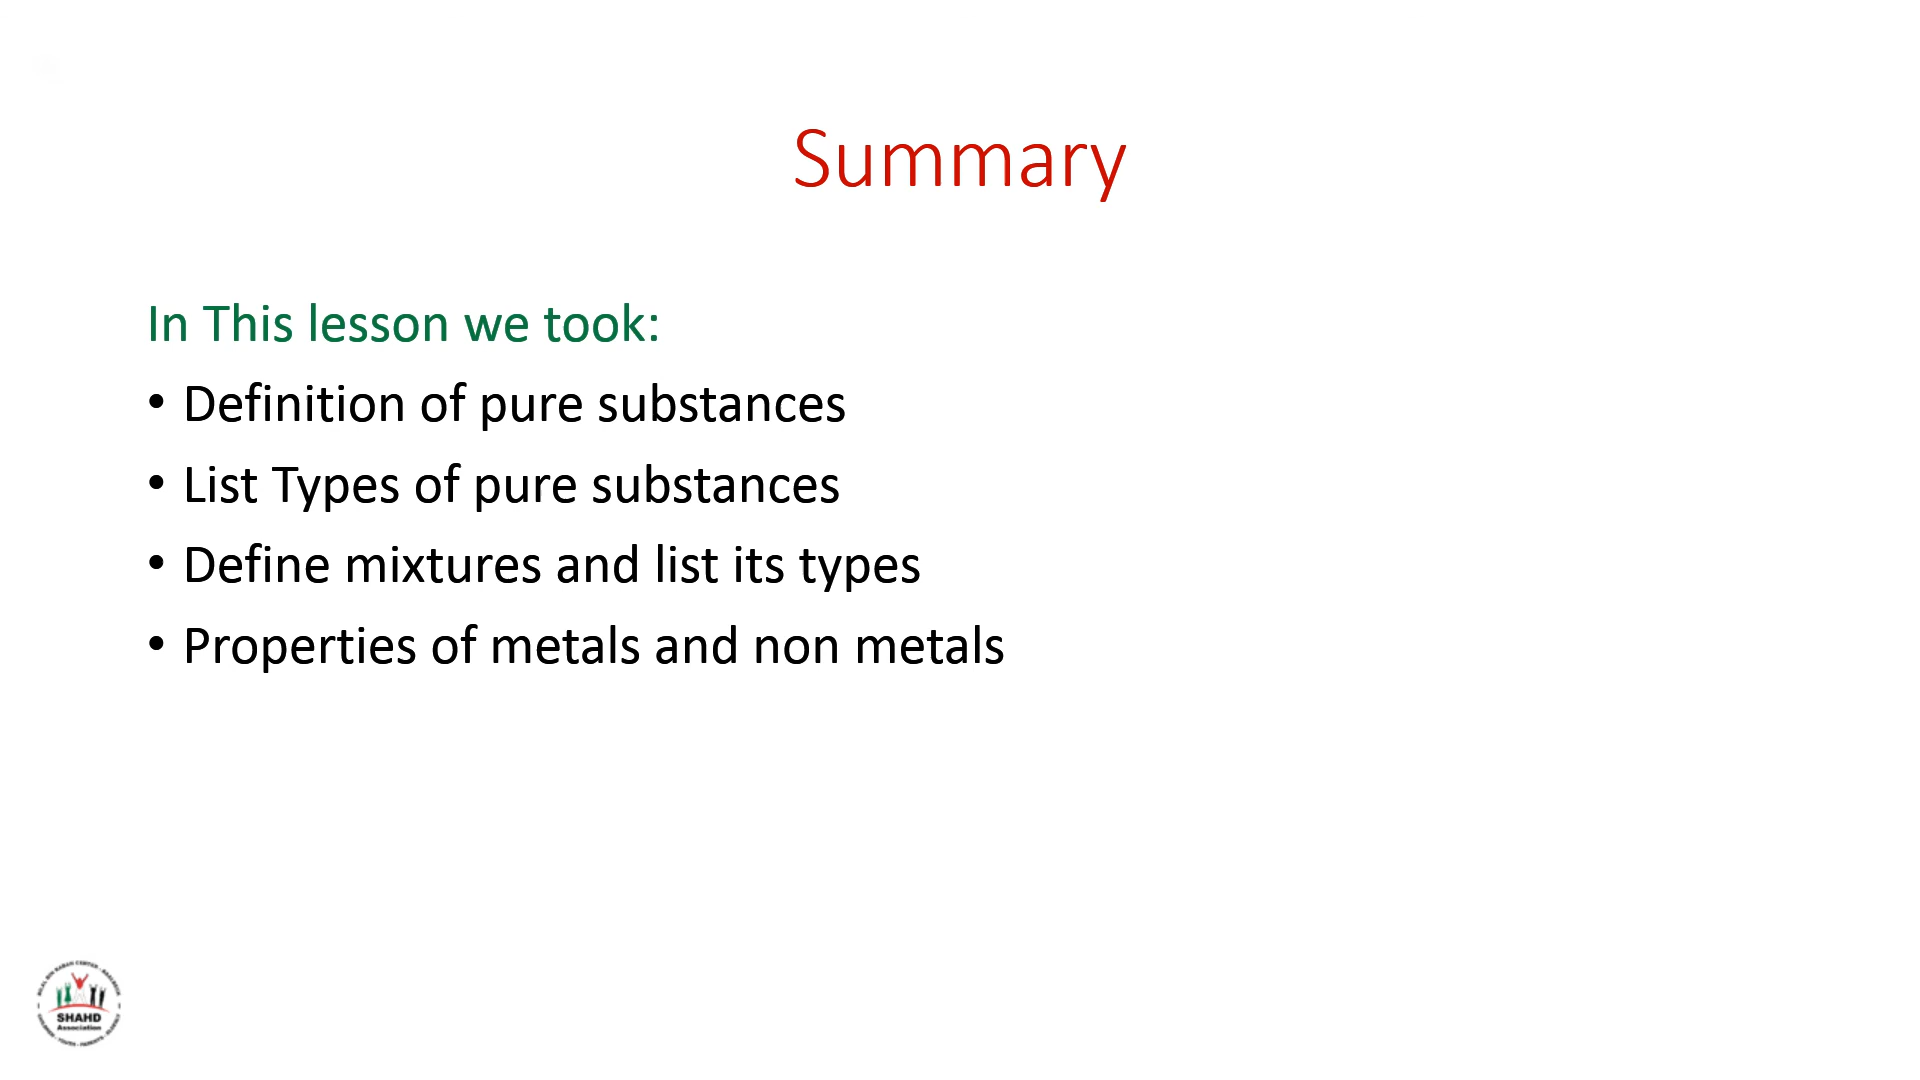 Summary
In This lesson we took:
• Definition of pure substances
• List Types of pure substances
• Define mixtures and list its types
• Properties of metals and non metals
SHAHD
Association